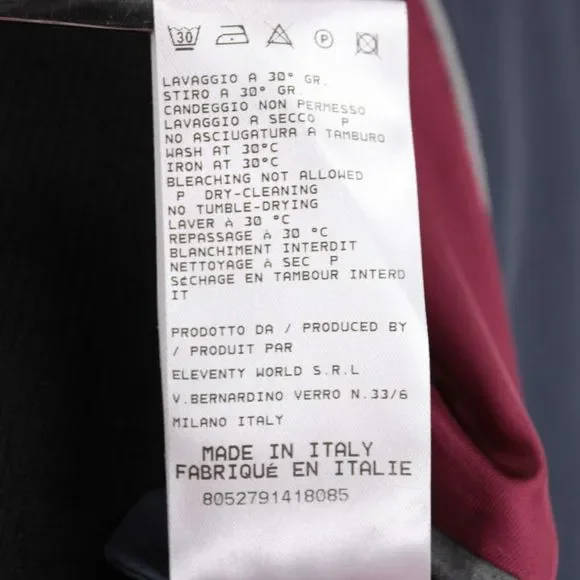 30 P
LAVAGGIO A 30° GR.
STIRO A 30° GR.
CANDEGGIO NON PERMESSO
LAVAGGIO A SECCO P
NO ASCIUGATURA A TAMBURO
WASH AT 30°C
IRON AT 30°C
BLEACHING NOT ALLOWED
P DRY-CLEANING
NO TUMBLE-DRYING
LAVER à 30 °C
REPASSAGE à 30 °C
BLANCHIMENT INTERDIT
NETTOYAGE à SEC P
SéCHAGE EN TAMBOUR INTERD
IT
PRODOTTO DA / PRODUCED BY
/ PRODUIT PAR
ELEVENTY WORLD S.R.L
V.BERNARDINO VERRO N.33/6
MILANO ITALY
MADE IN ITALY
FABRIQUé EN ITALIE
8052791418085